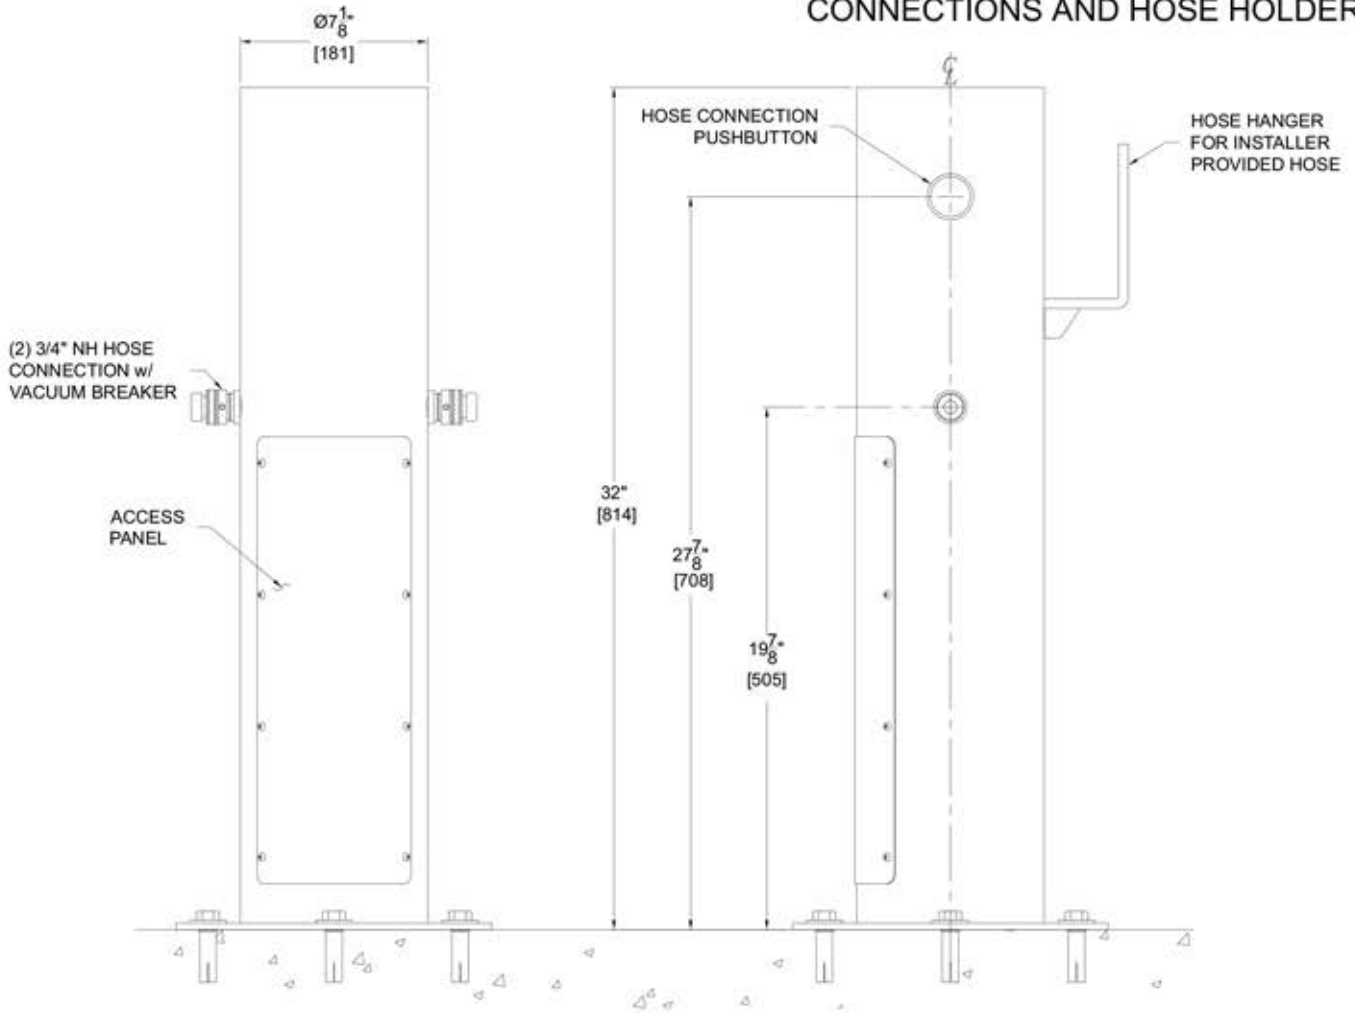 CONNECTIONS AND HOSE HOLDER
Ø7 1/8"
[181]
HOSE CONNECTION
PUSHBUTTON
HOSE HANGER
FOR INSTALLER
PROVIDED HOSE
(2) 3/4" NH HOSE
CONNECTION w/
VACUUM BREAKER
ACCESS
PANEL
32"
[814]
27 7/8"
[708]
19 7/8"
[505]